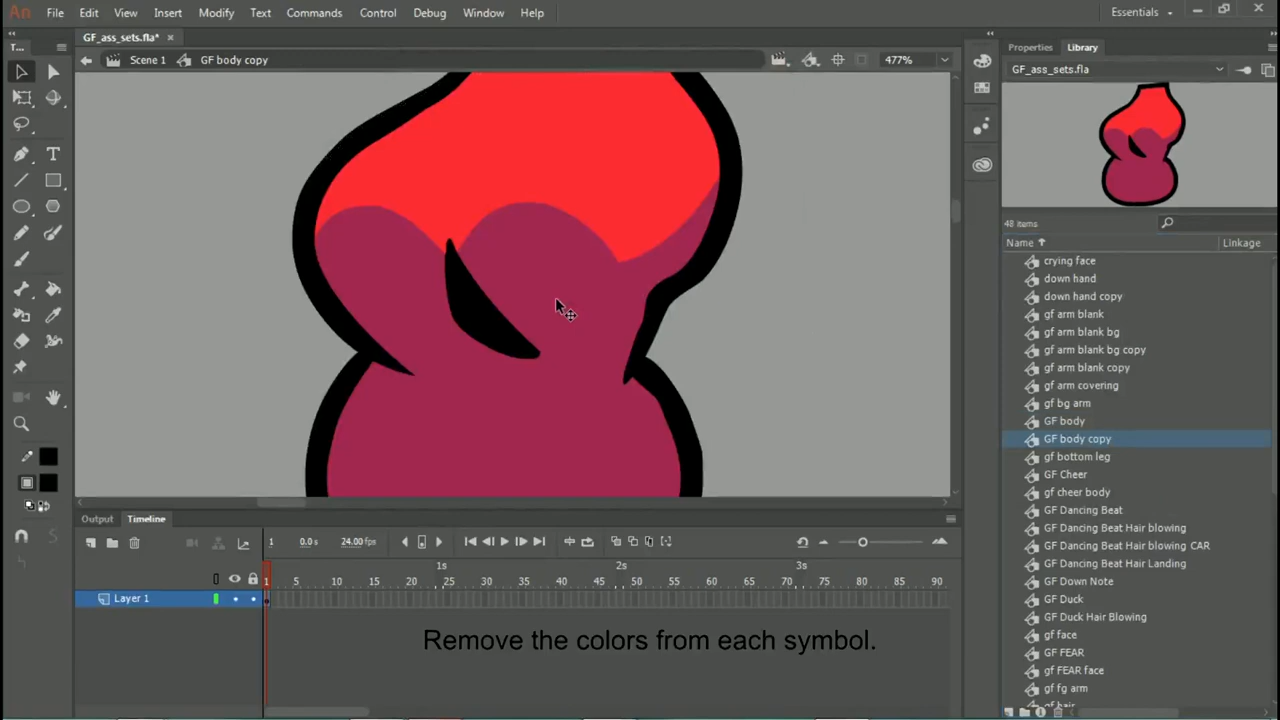 An File Edit View Insert Modify Text Commands Control Debug Window Help Essentials
GF_ass_sets.fla* ×
T...
Scene 1 GF body copy 477%
Properties Library
GF_ass_sets.fla
48 items
Name Linkage
crying face
down hand
down hand copy
gf arm blank
gf arm blank bg
gf arm blank bg copy
gf arm blank copy
gf arm covering
gf bg arm
GF body
GF body copy
gf bottom leg
GF Cheer
gf cheer body
GF Dancing Beat
GF Dancing Beat Hair blowing
GF Dancing Beat Hair blowing CAR
GF Dancing Beat Hair Landing
GF Down Note
GF Duck
GF Duck Hair Blowing
gf face
GF FEAR
gf FEAR face
gf fg arm
gf hair
Output Timeline
1 0.0s 24.00fps
1s 2s 3s
1 5 10 15 20 25 30 35 40 45 50 55 60 65 70 75 80 85 90
Layer 1
Remove the colors from each symbol.